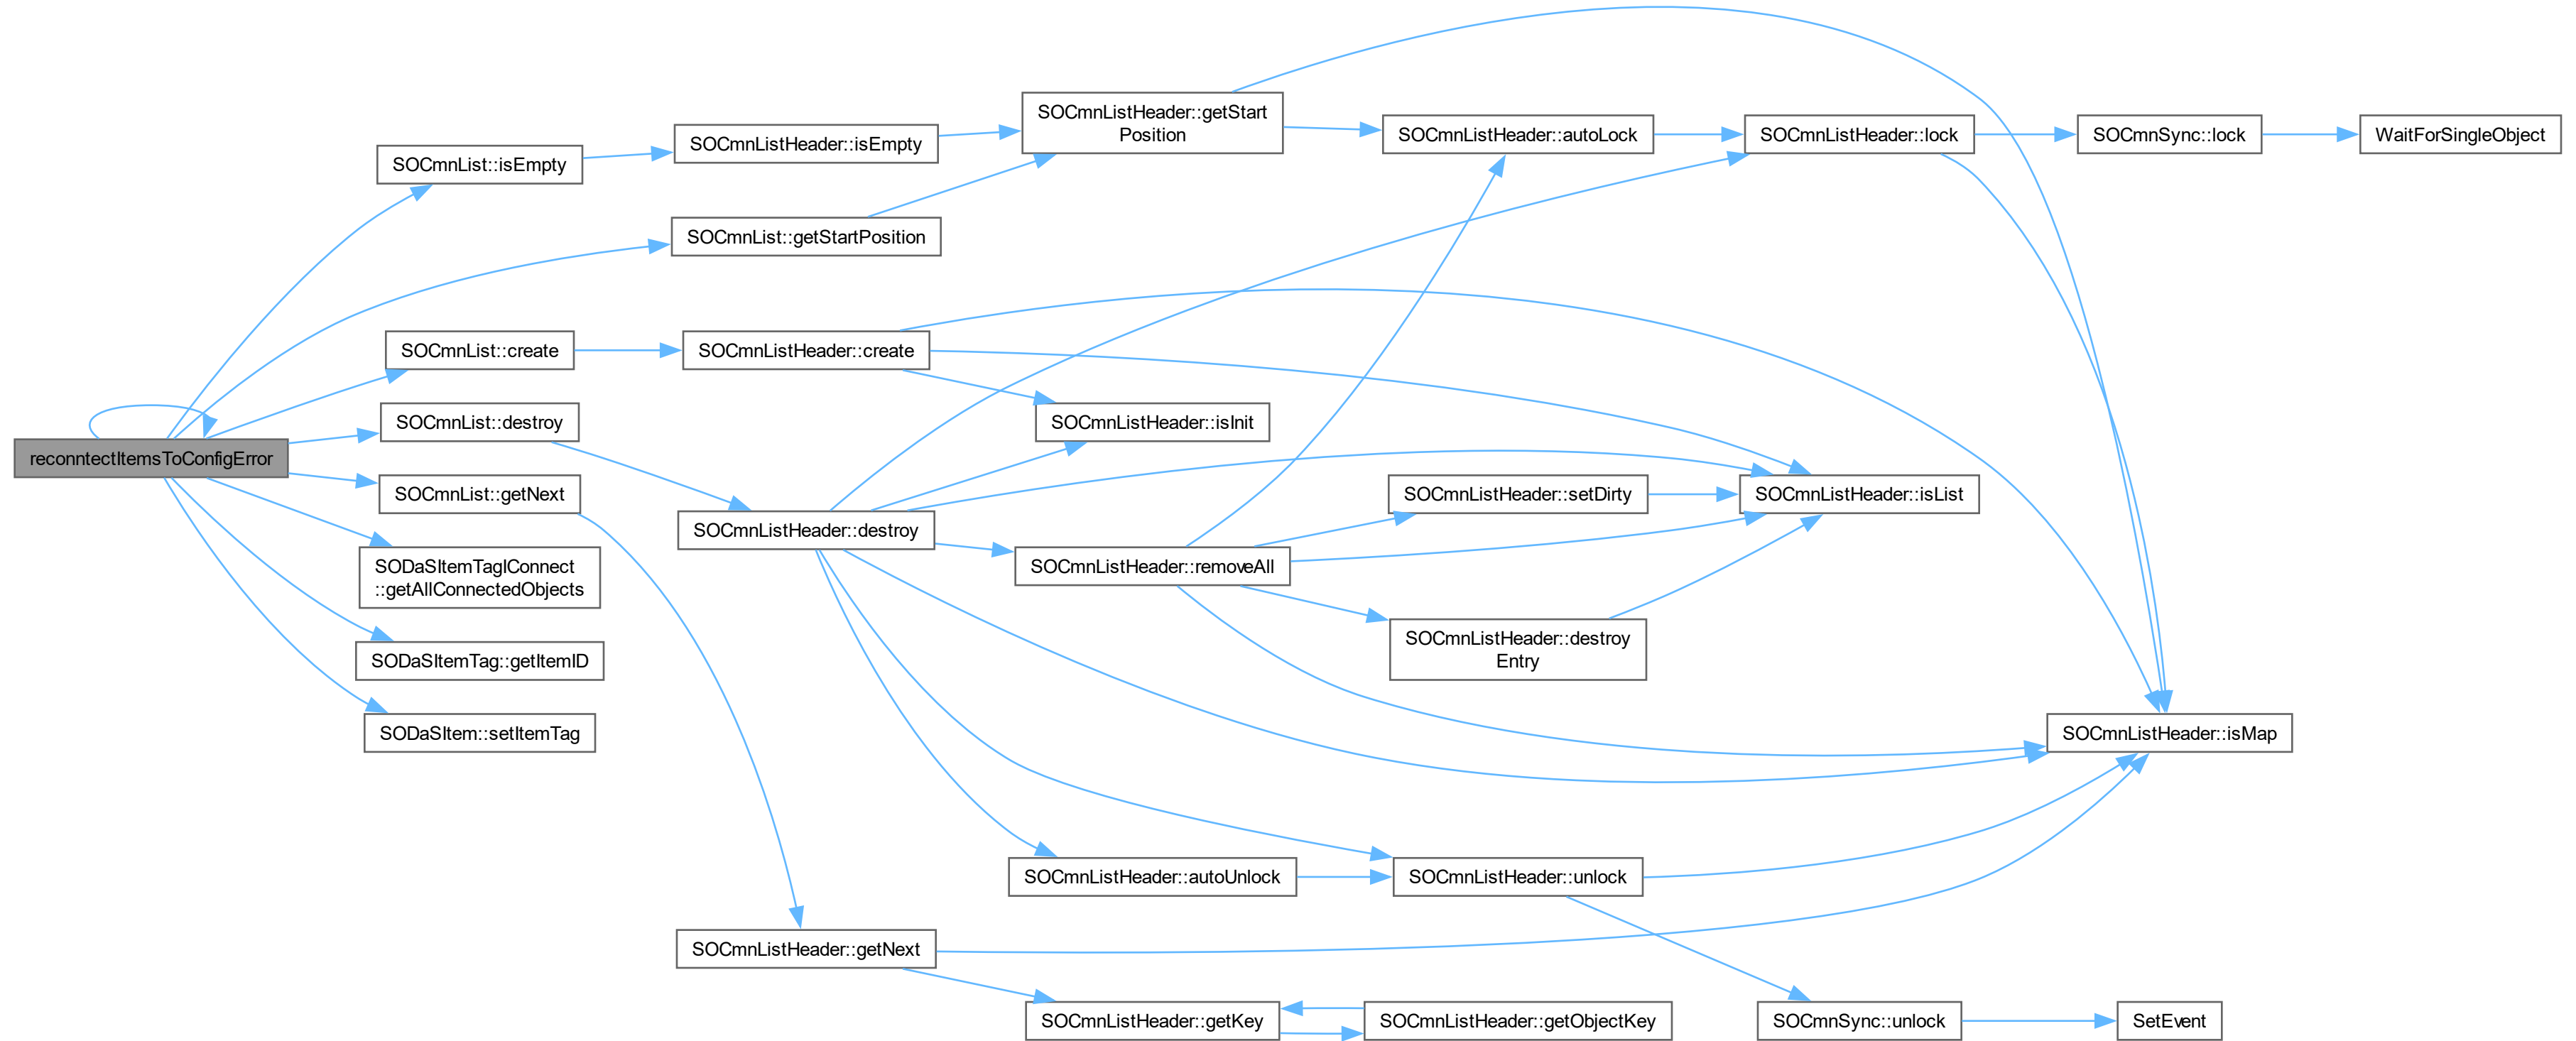 reconntectItemsToConfigError
SOCmnList::isEmpty
SOCmnListHeader::isEmpty
SOCmnListHeader::getStart
Position
SOCmnListHeader::autoLock
SOCmnListHeader::lock
SOCmnSync::lock
WaitForSingleObject
SOCmnList::getStartPosition
SOCmnList::create
SOCmnListHeader::create
SOCmnListHeader::isInit
SOCmnList::destroy
SOCmnListHeader::destroy
SOCmnListHeader::removeAll
SOCmnListHeader::setDirty
SOCmnListHeader::isList
SOCmnListHeader::destroy
Entry
SOCmnListHeader::isMap
SOCmnListHeader::autoUnlock
SOCmnListHeader::unlock
SOCmnSync::unlock
SetEvent
SOCmnList::getNext
SOCmnListHeader::getNext
SOCmnListHeader::getKey
SOCmnListHeader::getObjectKey
SODaSItemTagIConnect
::getAllConnectedObjects
SODaSItemTag::getItemID
SODaSItem::setItemTag